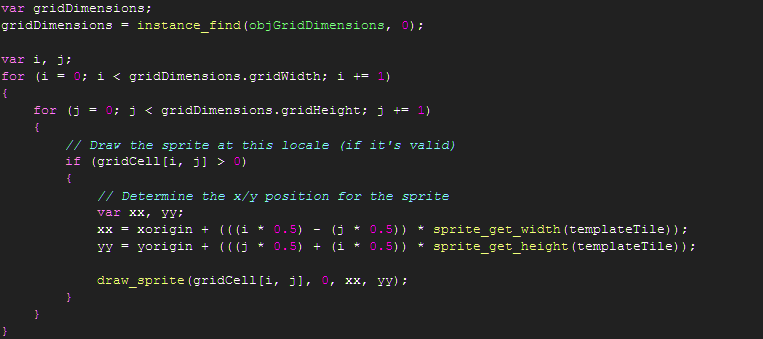 var gridDimensions;
gridDimensions = instance_find(objGridDimensions, 0);

var i, j;
for (i = 0; i < gridDimensions.gridWidth; i += 1)
{
    for (j = 0; j < gridDimensions.gridHeight; j += 1)
    {
        // Draw the sprite at this locale (if it's valid)
        if (gridCell[i, j] > 0)
        {
            // Determine the x/y position for the sprite
            var xx, yy;
            xx = xorigin + (((i * 0.5) - (j * 0.5)) * sprite_get_width(templateTile));
            yy = yorigin + (((j * 0.5) + (i * 0.5)) * sprite_get_height(templateTile));

            draw_sprite(gridCell[i, j], 0, xx, yy);
        }
    }
}